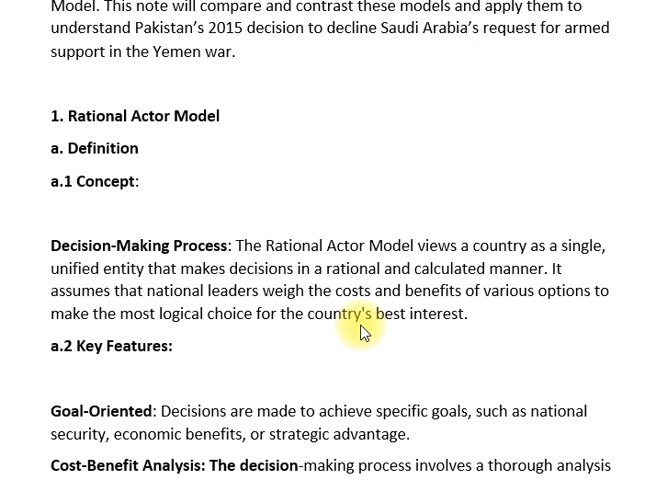 Model. This note will compare and contrast these models and apply them to
understand Pakistan’s 2015 decision to decline Saudi Arabia’s request for armed
support in the Yemen war.
1. Rational Actor Model
a. Definition
a.1 Concept:
Decision-Making Process: The Rational Actor Model views a country as a single,
unified entity that makes decisions in a rational and calculated manner. It
assumes that national leaders weigh the costs and benefits of various options to
make the most logical choice for the country's best interest.
a.2 Key Features:
Goal-Oriented: Decisions are made to achieve specific goals, such as national
security, economic benefits, or strategic advantage.
Cost-Benefit Analysis: The decision-making process involves a thorough analysis